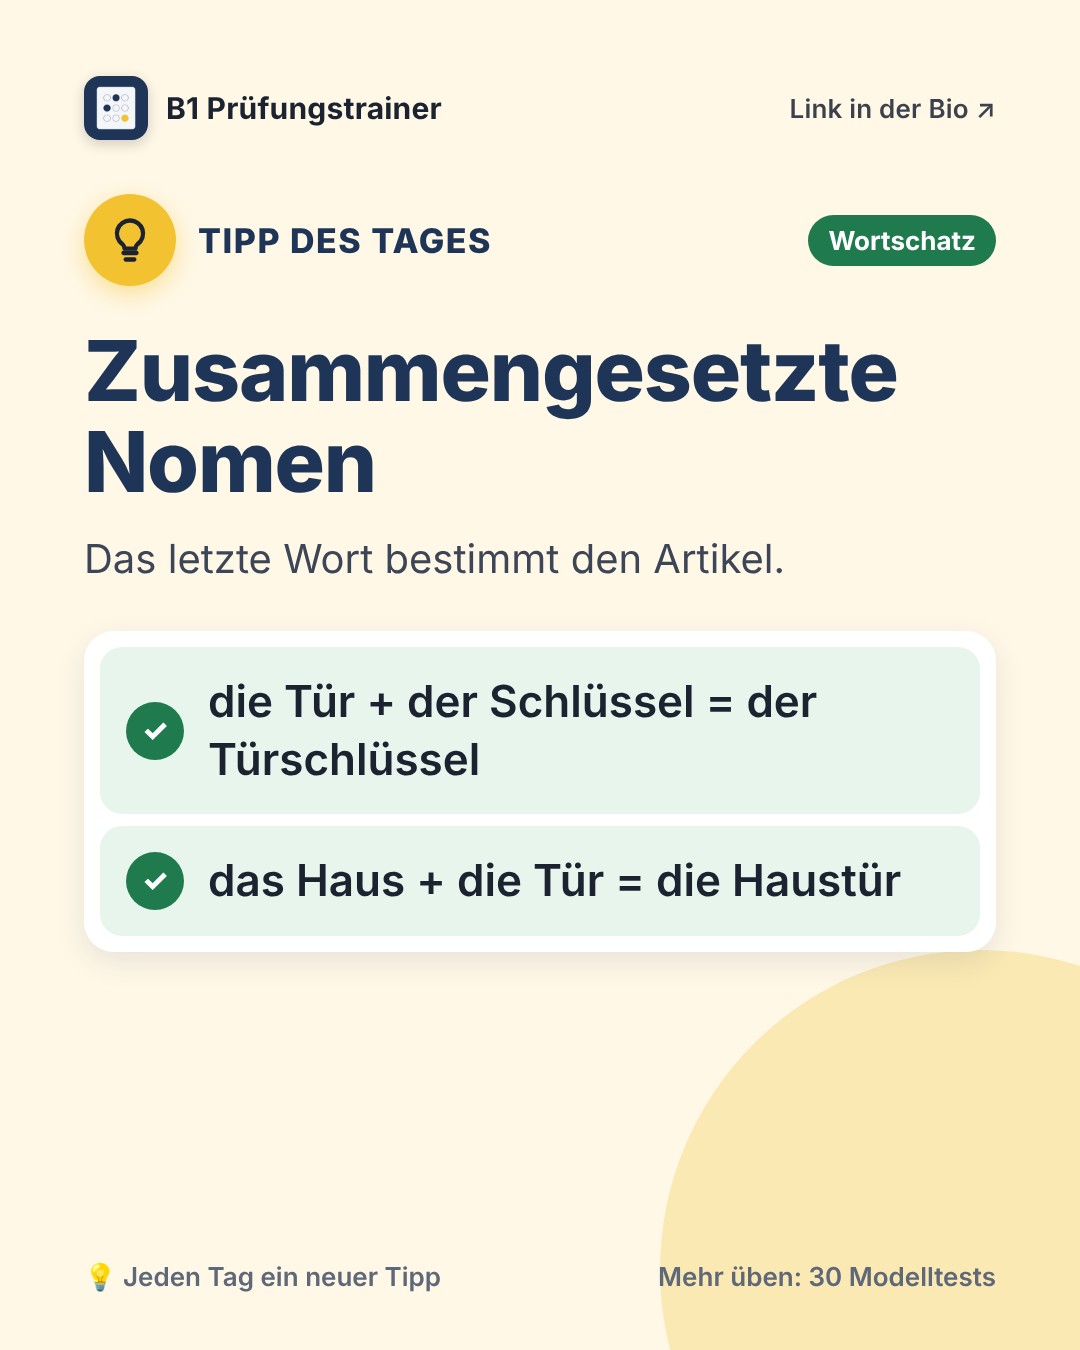 B1 Prüfungstrainer
Link in der Bio ↗
TIPP DES TAGES
Wortschatz
Zusammengesetzte
Nomen
Das letzte Wort bestimmt den Artikel.
die Tür + der Schlüssel = der
Türschlüssel
das Haus + die Tür = die Haustür
💡 Jeden Tag ein neuer Tipp
Mehr üben: 30 Modelltests